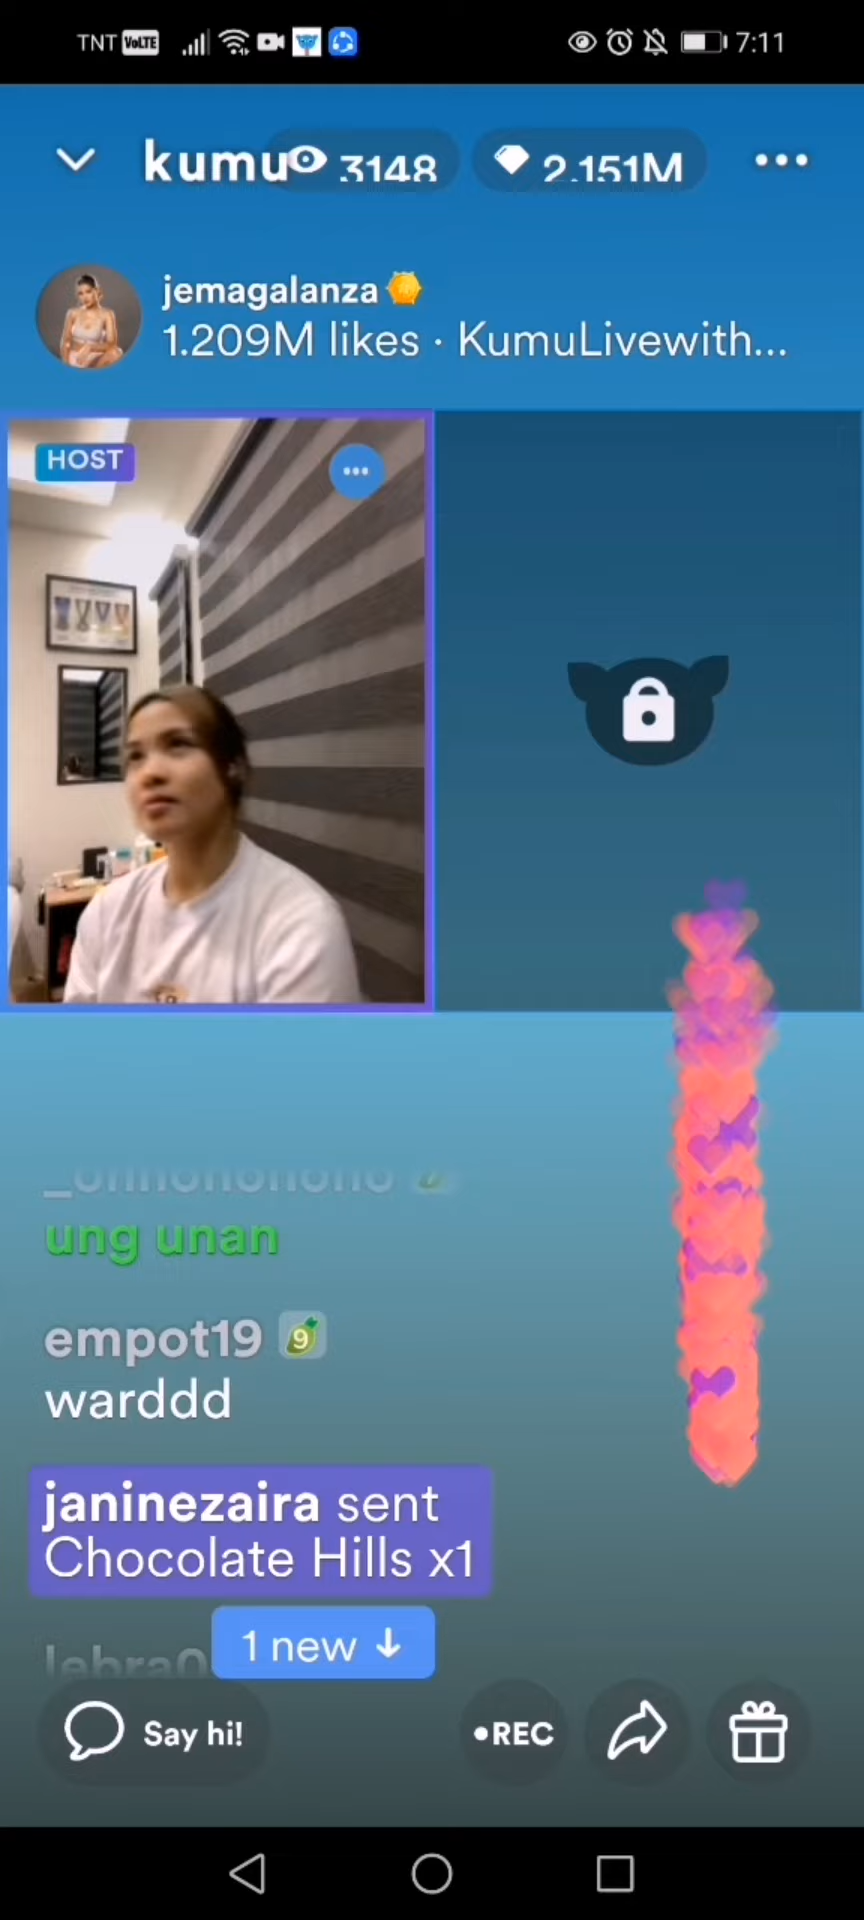 TNT VoLTE 7:11
kumu 3148 2.151M
jemagalanza
1.209M likes · KumuLivewith...
HOST
ung unan
empot19 9
warddd
janinezaira sent
Chocolate Hills x1
1 new ↓
Say hi! •REC